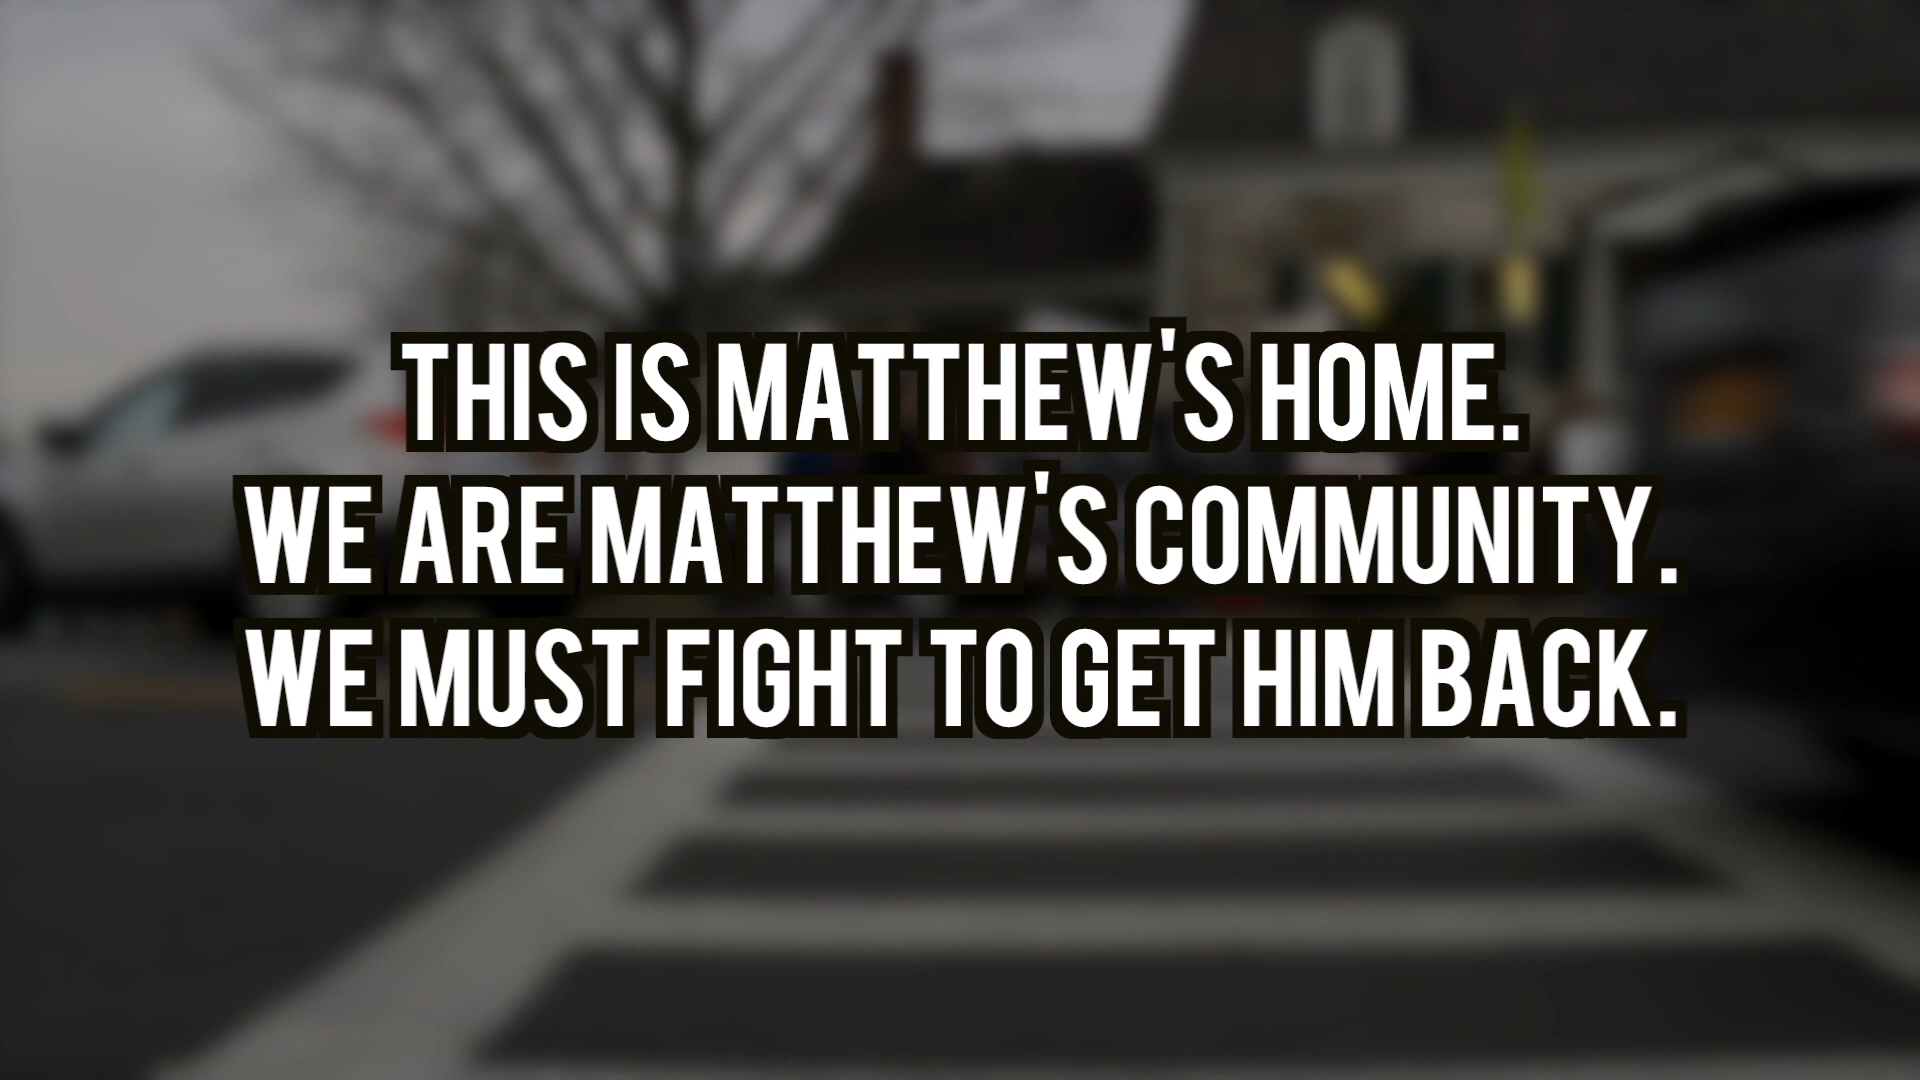 THIS IS MATTHEW'S HOME.
WE ARE MATTHEW'S COMMUNITY.
WE MUST FIGHT TO GET HIM BACK.